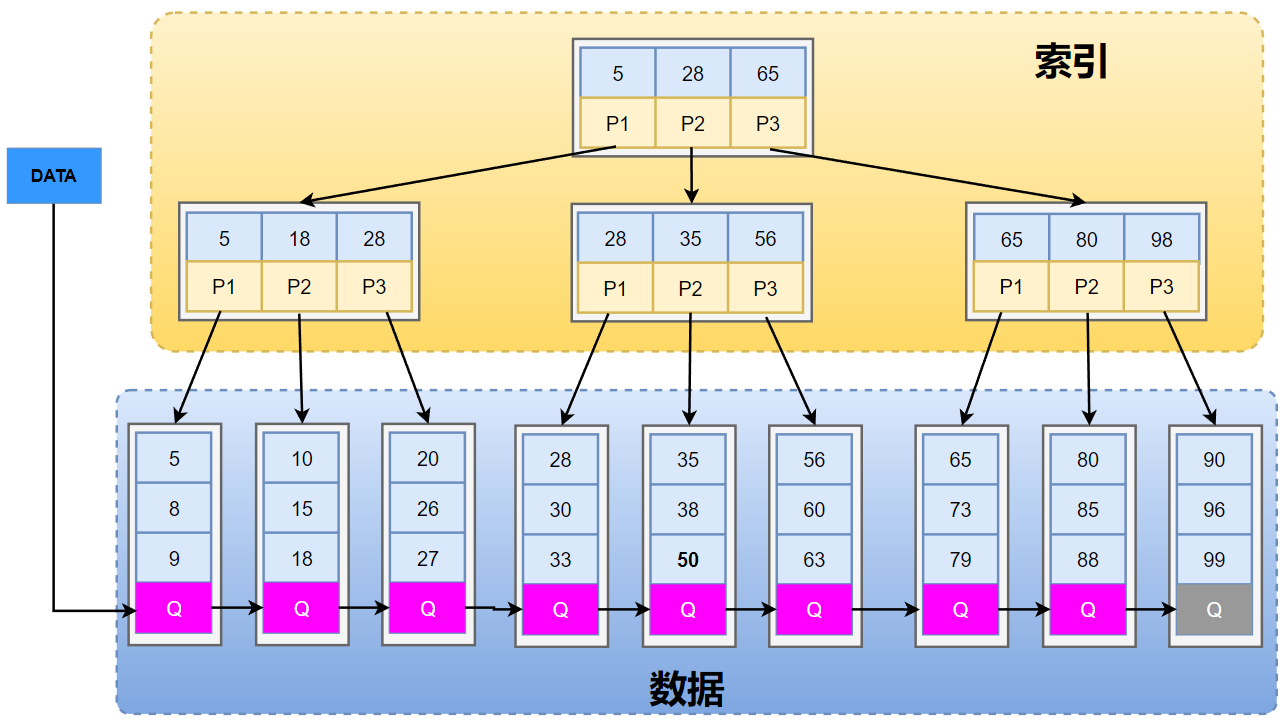 索引
5 28 65
P1 P2 P3
DATA
5 18 28
P1 P2 P3
28 35 56
P1 P2 P3
65 80 98
P1 P2 P3
5 10 20 28 35 56 65 80 90
8 15 26 30 38 60 73 85 96
9 18 27 33 50 63 79 88 99
Q Q Q Q Q Q Q Q Q
数据